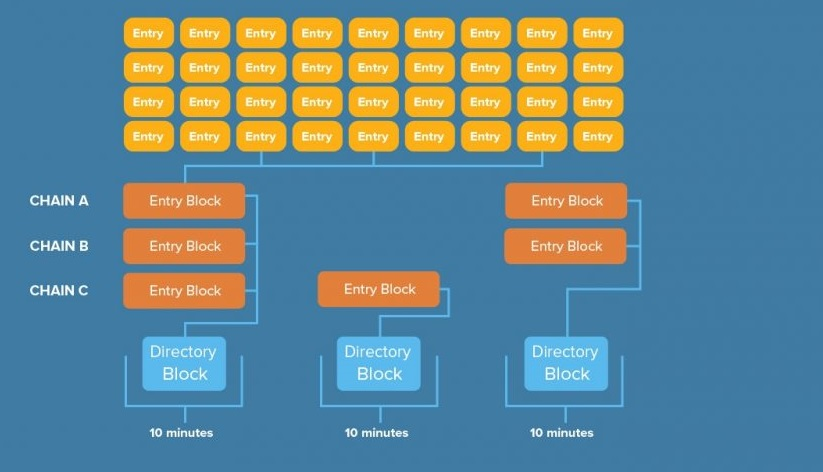 Entry Entry Entry Entry Entry Entry Entry Entry Entry
Entry Entry Entry Entry Entry Entry Entry Entry Entry
Entry Entry Entry Entry Entry Entry Entry Entry Entry
Entry Entry Entry Entry Entry Entry Entry Entry Entry
CHAIN A Entry Block Entry Block
CHAIN B Entry Block Entry Block
CHAIN C Entry Block Entry Block
Directory Directory Directory
Block Block Block
10 minutes 10 minutes 10 minutes